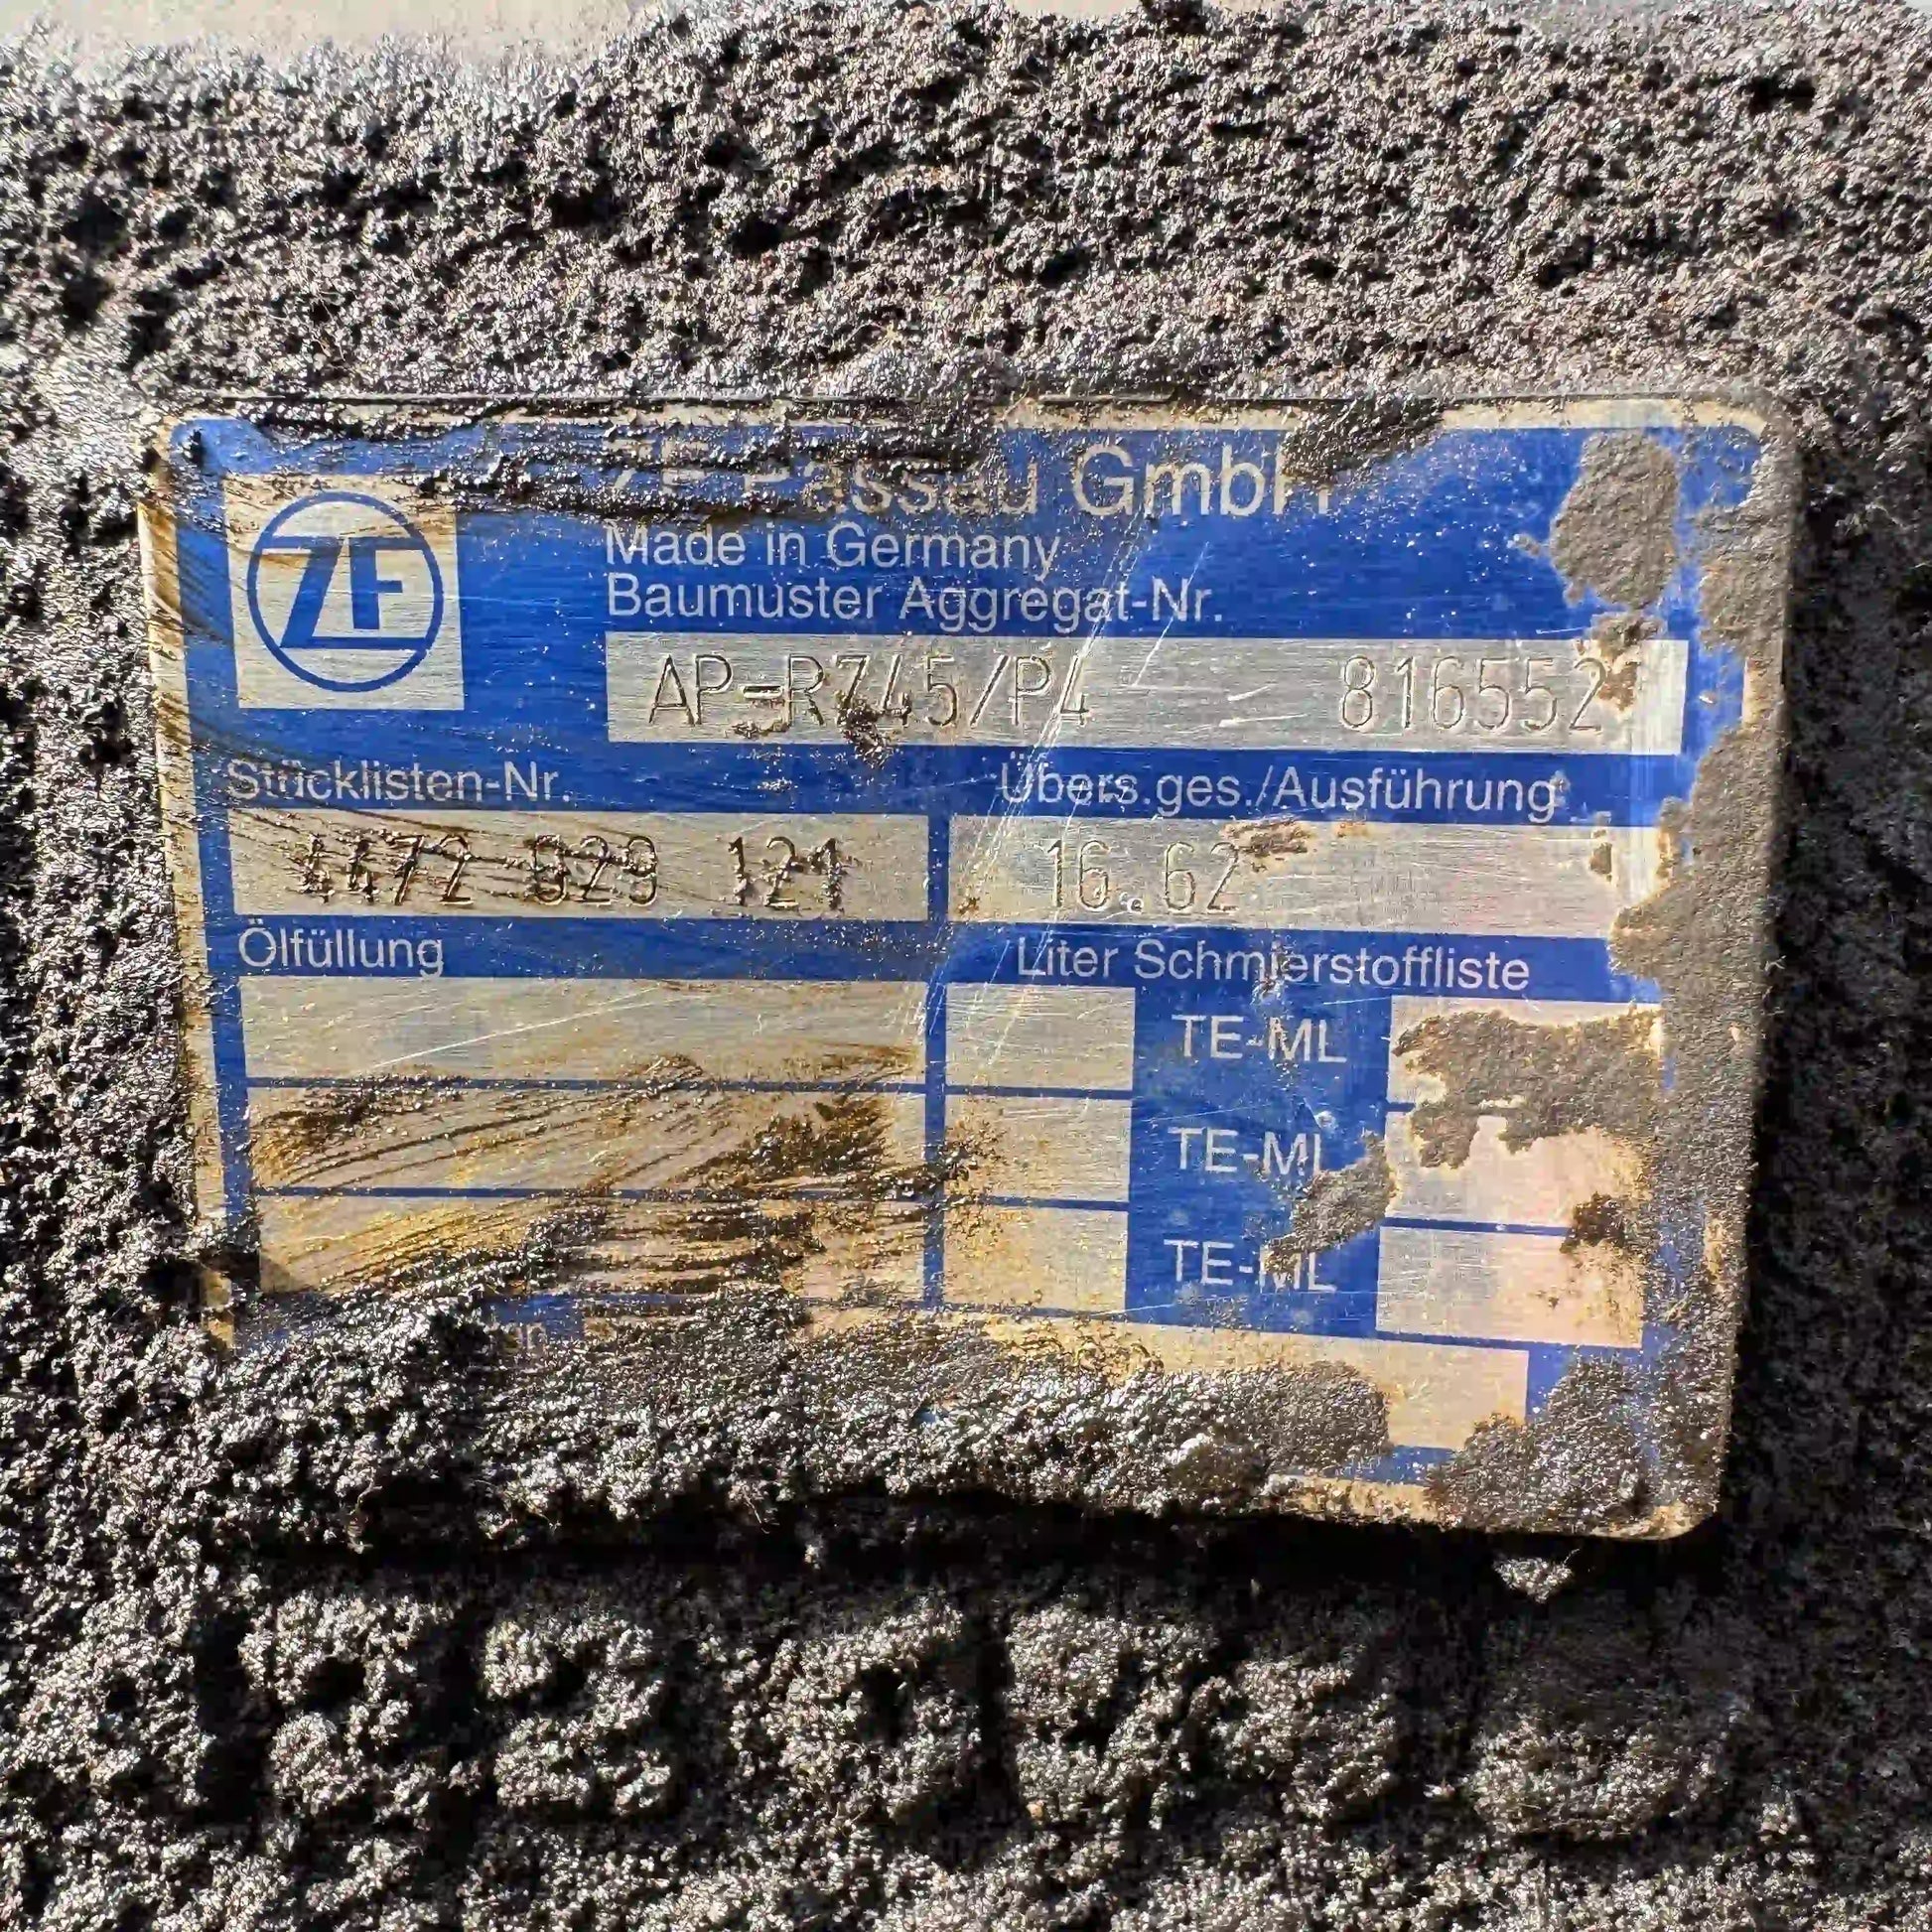 ZF Passau GmbH
ZF
Made in Germany
Baumuster Aggregat-Nr.
AP-R745/P4
Stücklisten-Nr. Übers.ges./Ausführung
4472 029 121 16.62
Ölfüllung Liter Schmierstoffliste
TE-ML
TE-ML
TE-ML